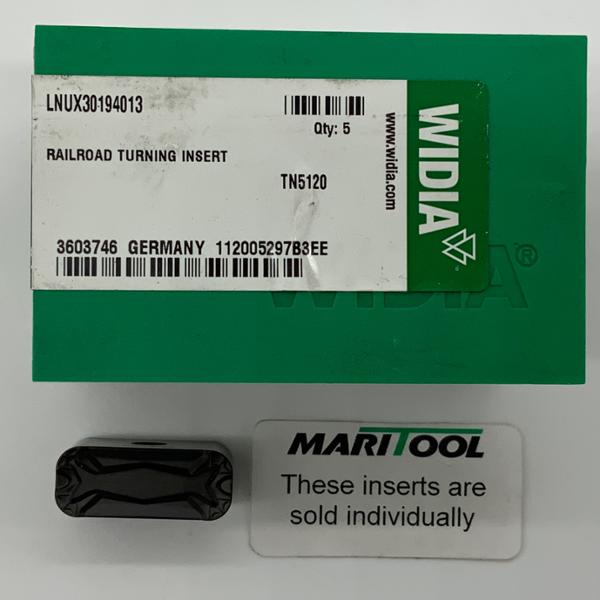 LNUX30194013
Qty: 5
RAILROAD TURNING INSERT
TN5120
3603746 GERMANY 112005297B3EE
www.widia.com
WIDIA
WIDIA®
MARITOOL
These inserts are
sold individually